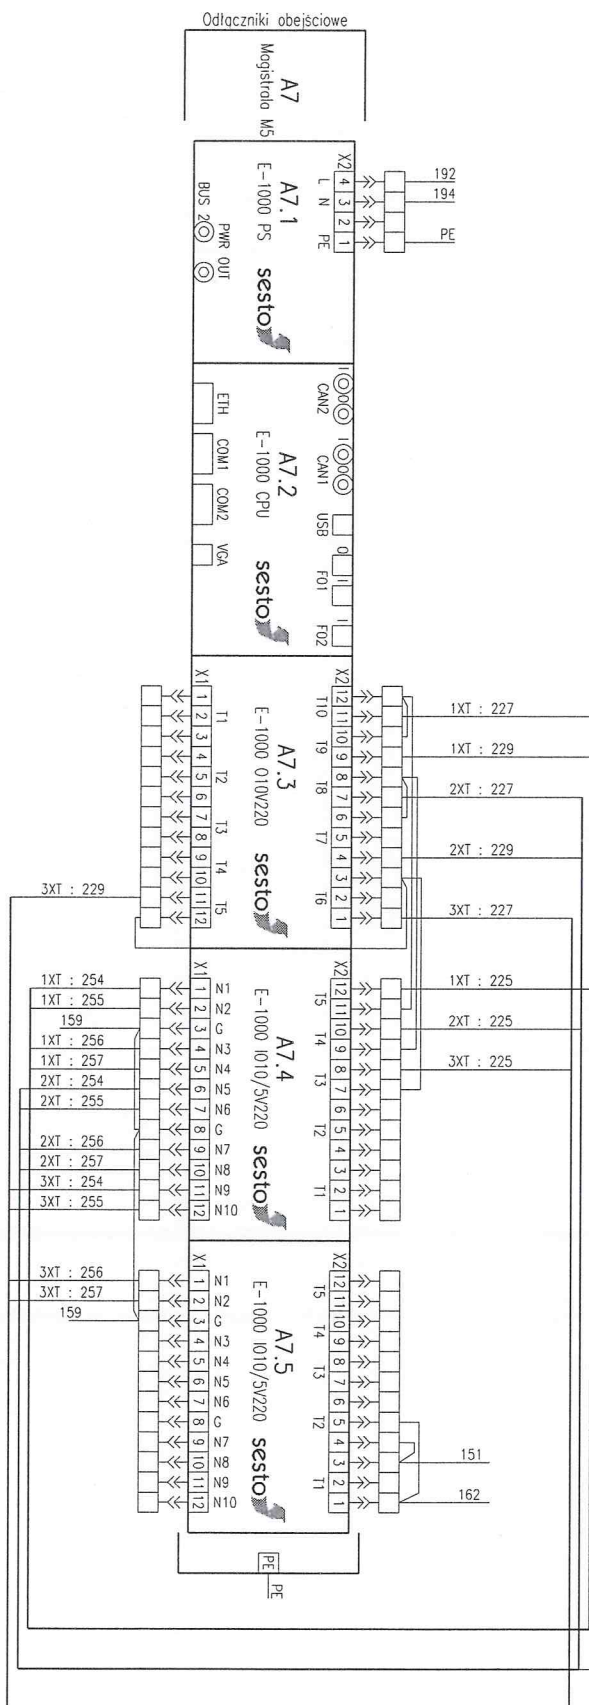 Odłączniki obejściowe
A7
Magistrala M5
A7.1
E-1000 PS
sesto
X2
4 3 2 1
L N PE
192
194
PE
BUS 2
PWR OUT
A7.2
E-1000 CPU
sesto
1 0
CAN2
1 0
CAN1
USB
0 1
FO1
1
FO2
ETH
COM1
COM2
VGA
A7.3
E-1000 O10V220
sesto
X2
12 11 10 9 8 7 6 5 4 3 2 1
T10 T9 T8 T7 T6
1XT : 227
1XT : 229
2XT : 227
2XT : 229
3XT : 227
X1
1 2 3 4 5 6 7 8 9 10 11 12
T1 T2 T3 T4 T5
3XT : 229
A7.4
E-1000 IO10/5V220
sesto
X2
12 11 10 9 8 7 6 5 4 3 2 1
T5 T4 T3 T2 T1
1XT : 225
2XT : 225
3XT : 225
X1
1 2 3 4 5 6 7 8 9 10 11 12
N1 N2 G N3 N4 N5 N6 G N7 N8 N9 N10
1XT : 254
1XT : 255
159
1XT : 256
1XT : 257
2XT : 254
2XT : 255
2XT : 256
2XT : 257
3XT : 254
3XT : 255
A7.5
E-1000 IO10/5V220
sesto
X2
12 11 10 9 8 7 6 5 4 3 2 1
T5 T4 T3 T2 T1
151
162
X1
1 2 3 4 5 6 7 8 9 10 11 12
N1 N2 G N3 N4 N5 N6 G N7 N8 N9 N10
3XT : 256
3XT : 257
159
PE
PE